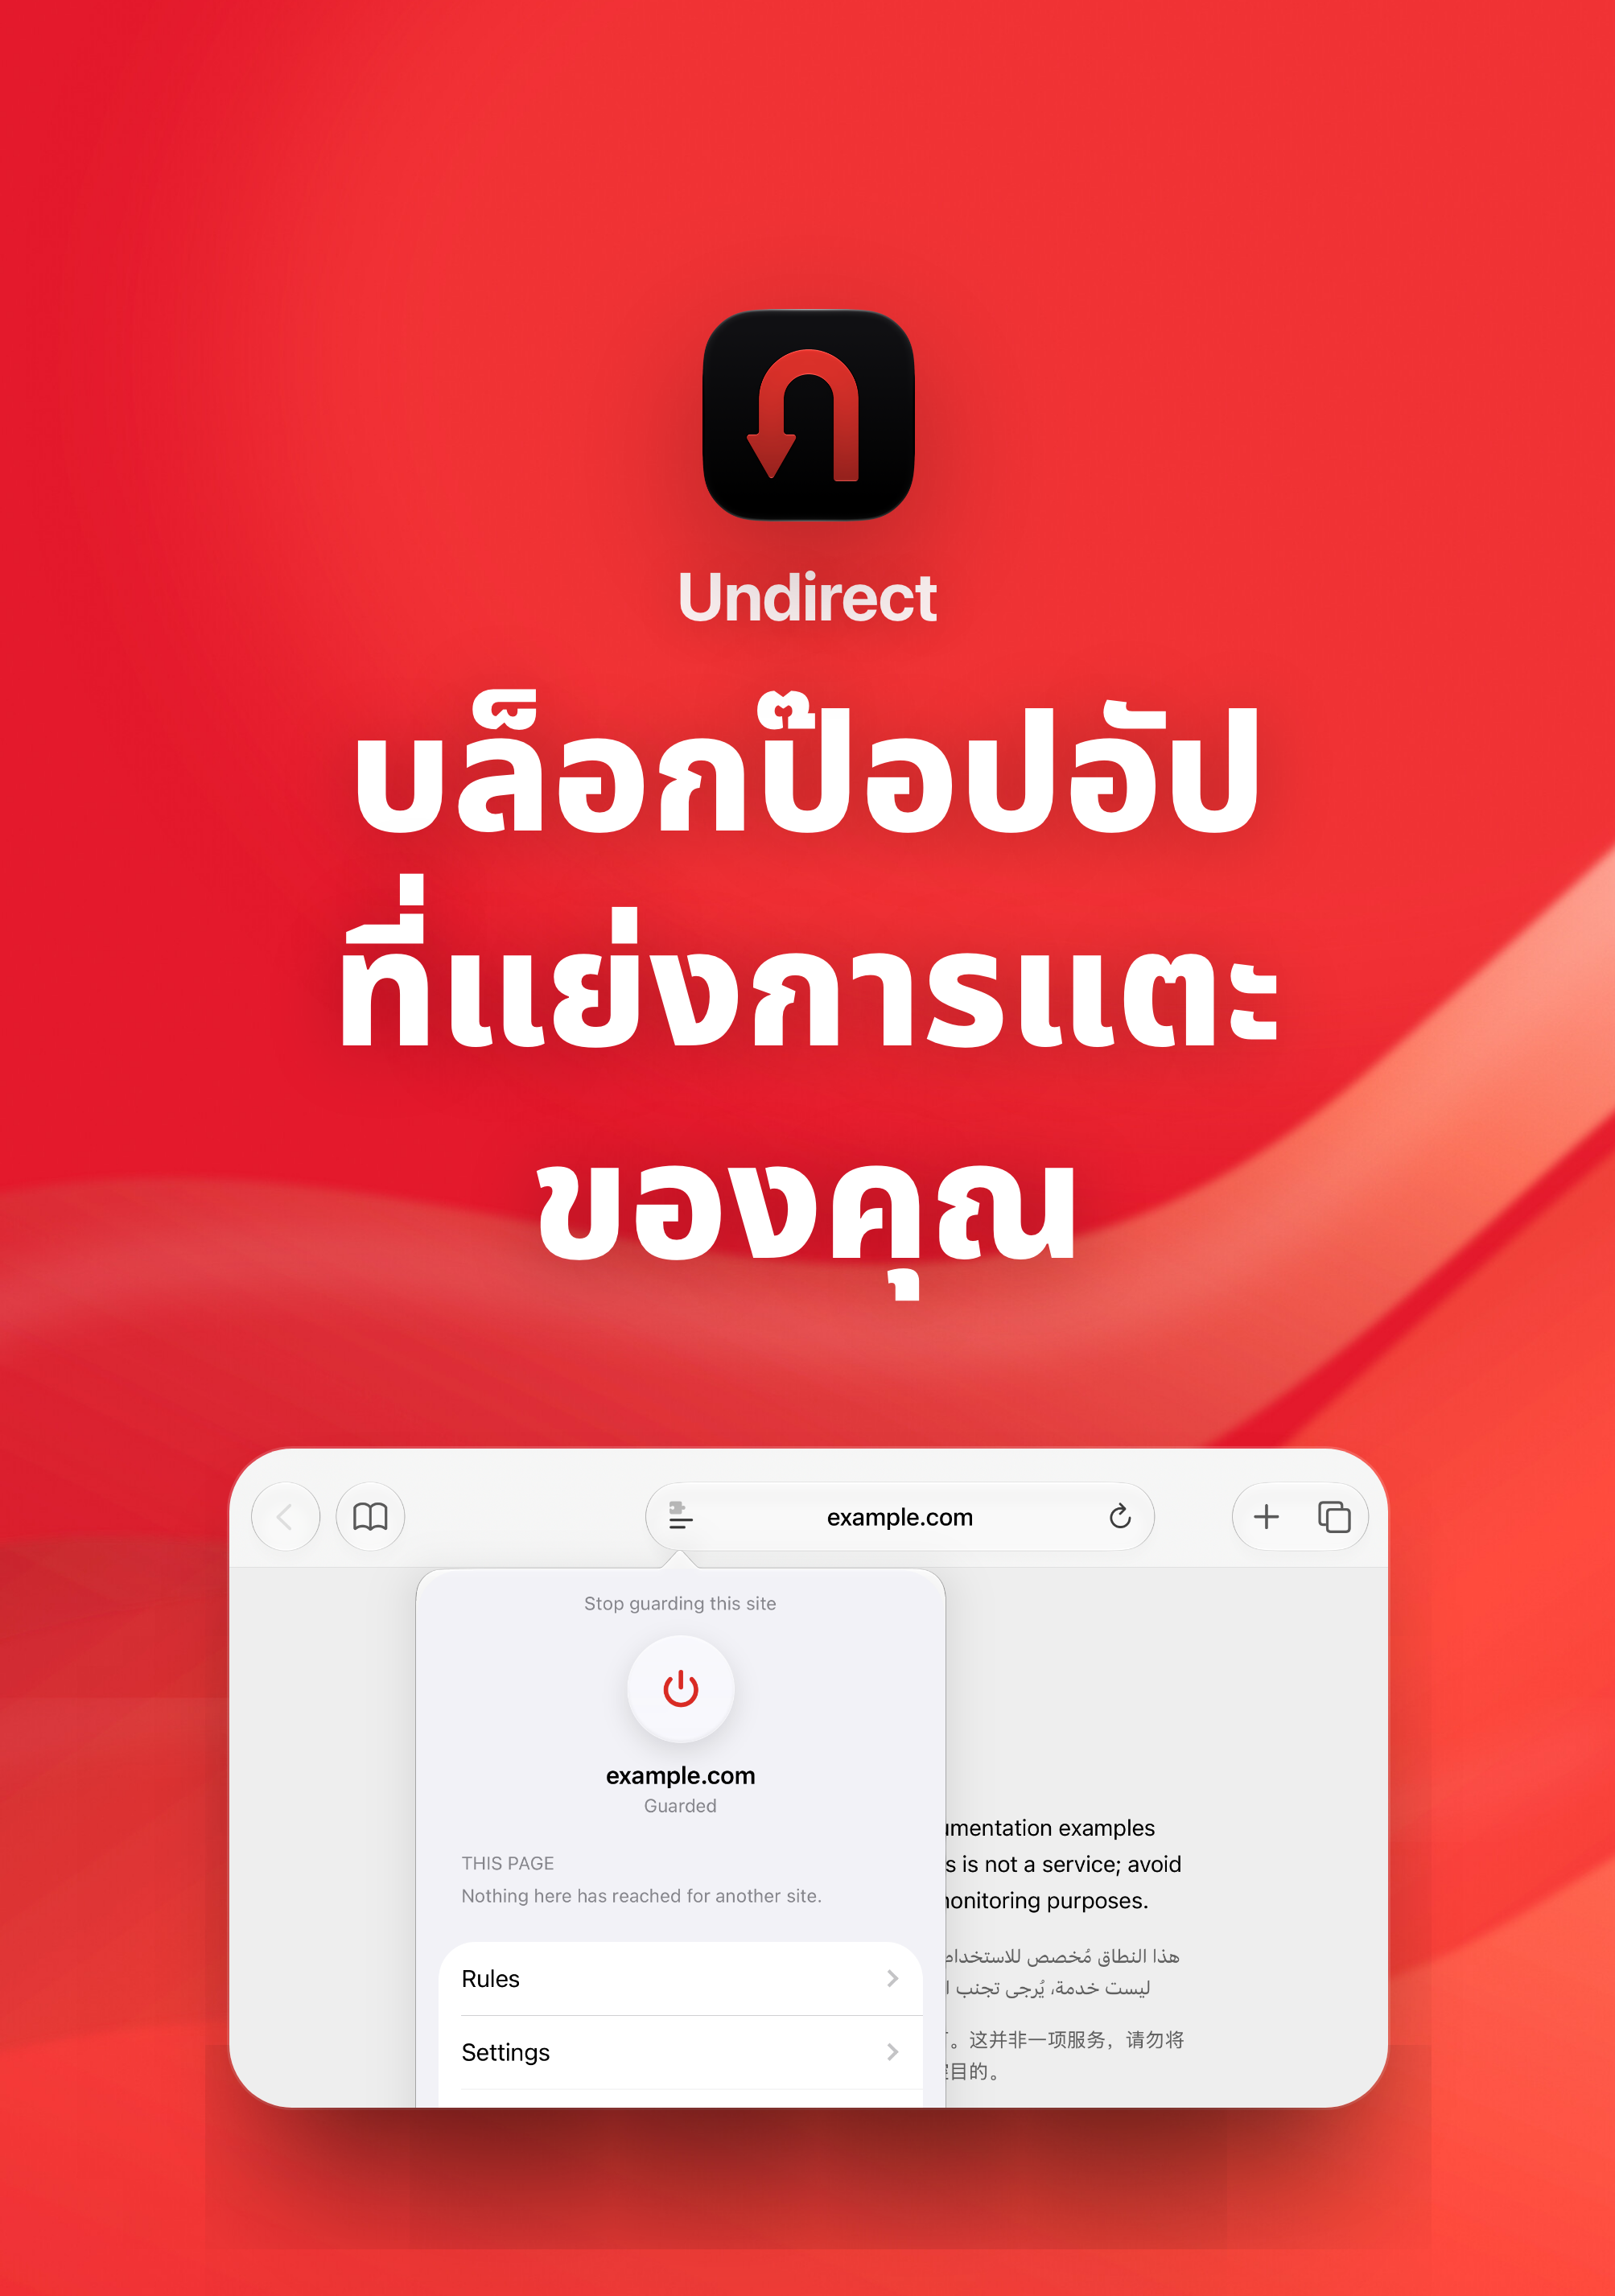 Undirect
บล็อกป๊อปอัป
ที่แย่งการแตะ
ของคุณ
example.com
Stop guarding this site
example.com
Guarded
THIS PAGE
Nothing here has reached for another site.
Rules
Settings
examples
is not a service; avoid
purposes.
هذا النطاق مُخصص
ليست خدمة، يُرجى تجنب
。这并非一项服务，请勿将
目的。